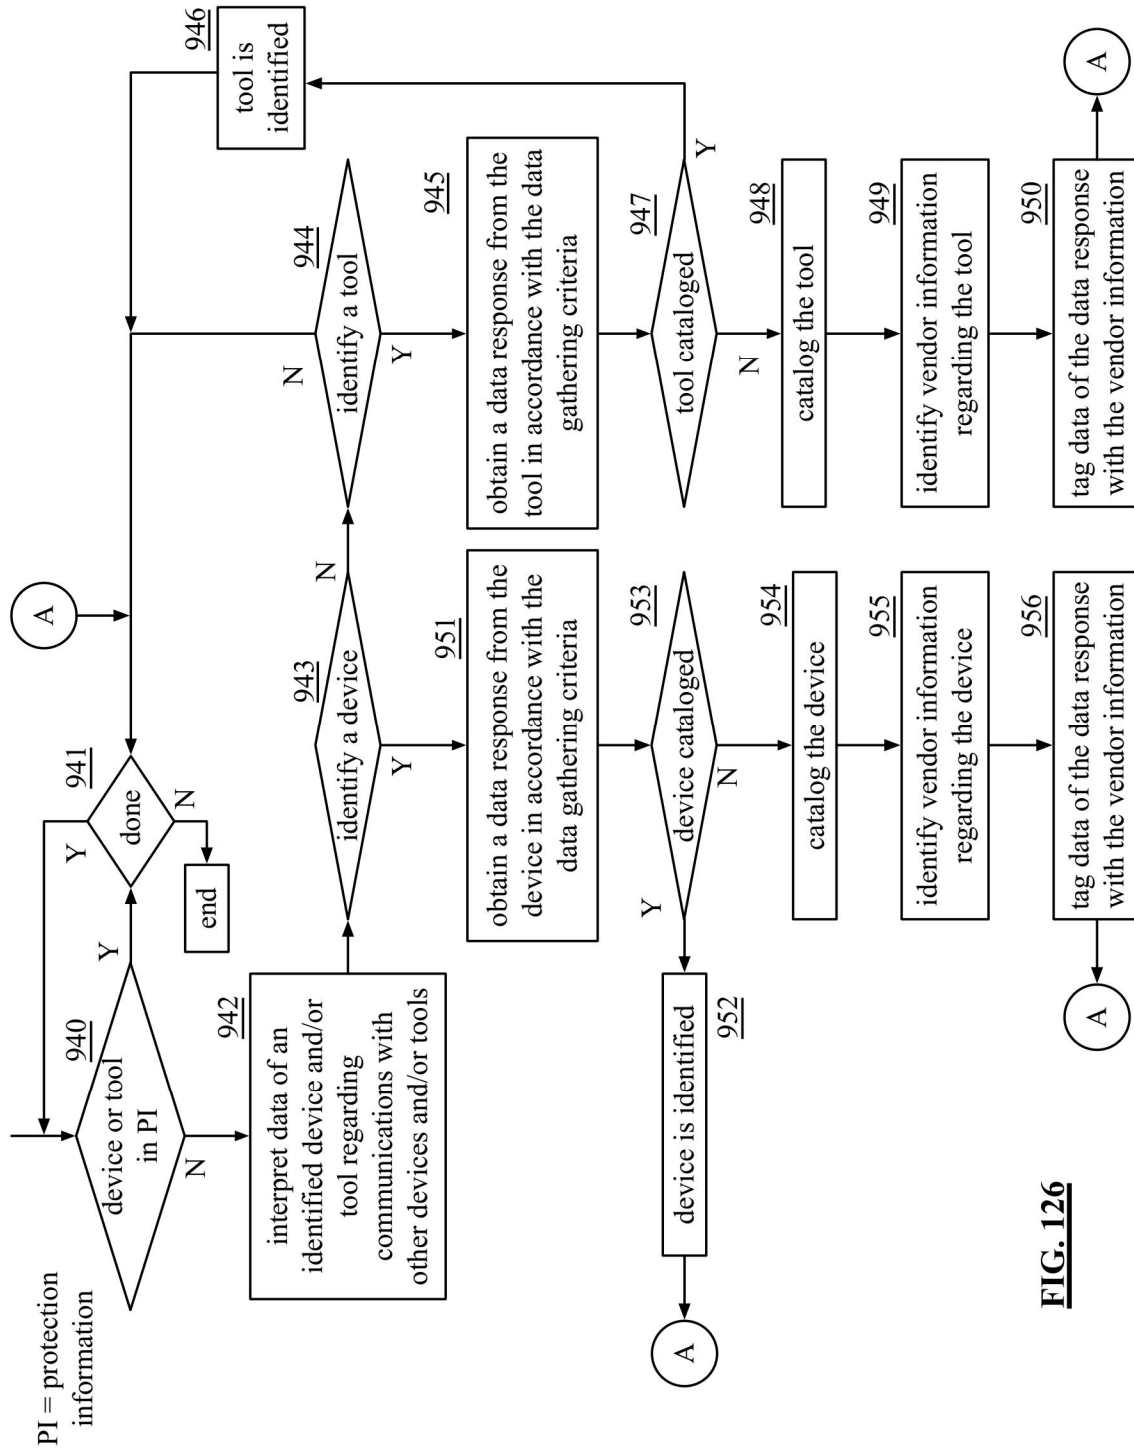 PI = protection
information
940
device or tool
in PI
Y
N
941
done
Y
N
end
A
942
interpret data of an
identified device and/or
tool regarding
communications with
other devices and/or tools
943
identify a device
N
Y
944
identify a tool
N
Y
946
tool is
identified
951
obtain a data response from the
device in accordance with the
data gathering criteria
945
obtain a data response from the
tool in accordance with the data
gathering criteria
A
device is identified
952
953
device cataloged
Y
N
947
tool cataloged
Y
N
954
catalog the device
948
catalog the tool
955
identify vendor information
regarding the device
949
identify vendor information
regarding the tool
A
956
tag data of the data response
with the vendor information
950
tag data of the data response
with the vendor information
A
FIG. 126